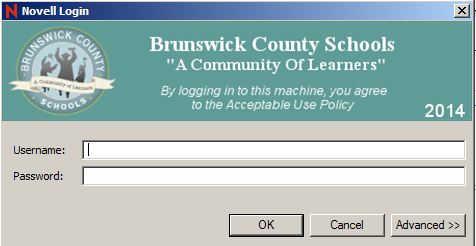 Novell Login
BRUNSWICK COUNTY
A Community of Learners
SCHOOLS
Brunswick County Schools
"A Community Of Learners"
By logging in to this machine, you agree
to the Acceptable Use Policy
2014
Username:
Password:
OK Cancel Advanced >>